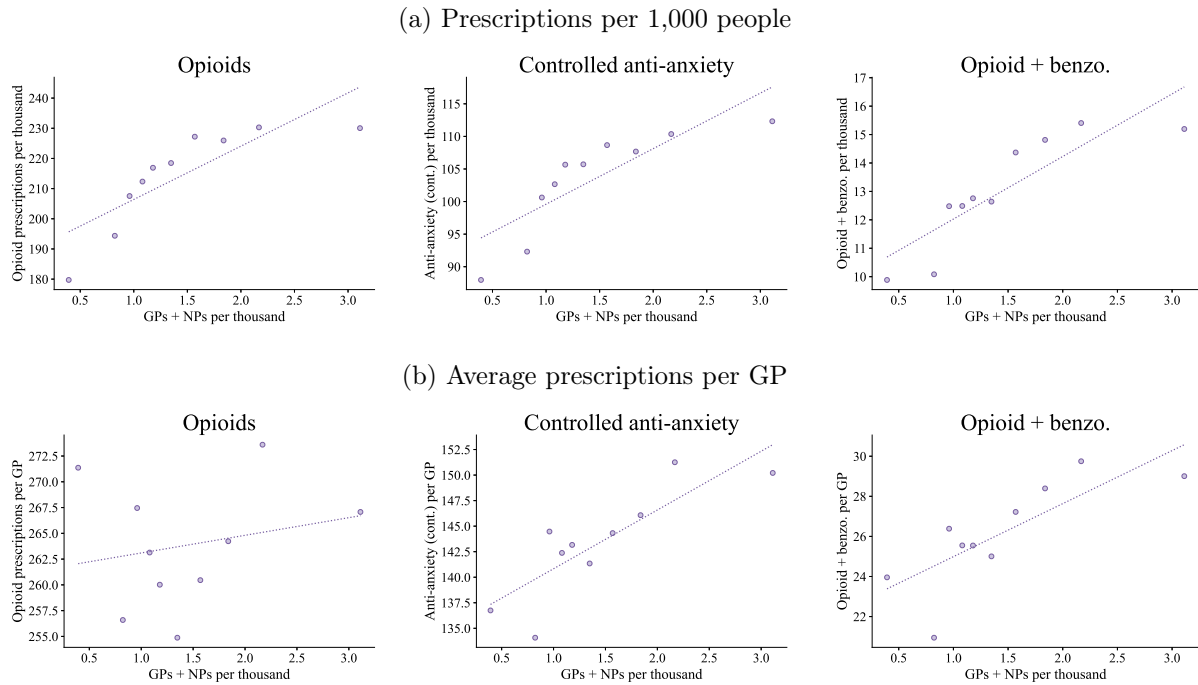 (a) Prescriptions per 1,000 people
Opioids
Opioid prescriptions per thousand
240
230
220
210
200
190
180
0.5 1.0 1.5 2.0 2.5 3.0
GPs + NPs per thousand
Controlled anti-anxiety
Anti-anxiety (cont.) per thousand
115
110
105
100
95
90
0.5 1.0 1.5 2.0 2.5 3.0
GPs + NPs per thousand
Opioid + benzo.
Opioid + benzo. per thousand
17
16
15
14
13
12
11
10
0.5 1.0 1.5 2.0 2.5 3.0
GPs + NPs per thousand
(b) Average prescriptions per GP
Opioids
Opioid prescriptions per GP
272.5
270.0
267.5
265.0
262.5
260.0
257.5
255.0
0.5 1.0 1.5 2.0 2.5 3.0
GPs + NPs per thousand
Controlled anti-anxiety
Anti-anxiety (cont.) per GP
152.5
150.0
147.5
145.0
142.5
140.0
137.5
135.0
0.5 1.0 1.5 2.0 2.5 3.0
GPs + NPs per thousand
Opioid + benzo.
Opioid + benzo. per GP
30
28
26
24
22
0.5 1.0 1.5 2.0 2.5 3.0
GPs + NPs per thousand